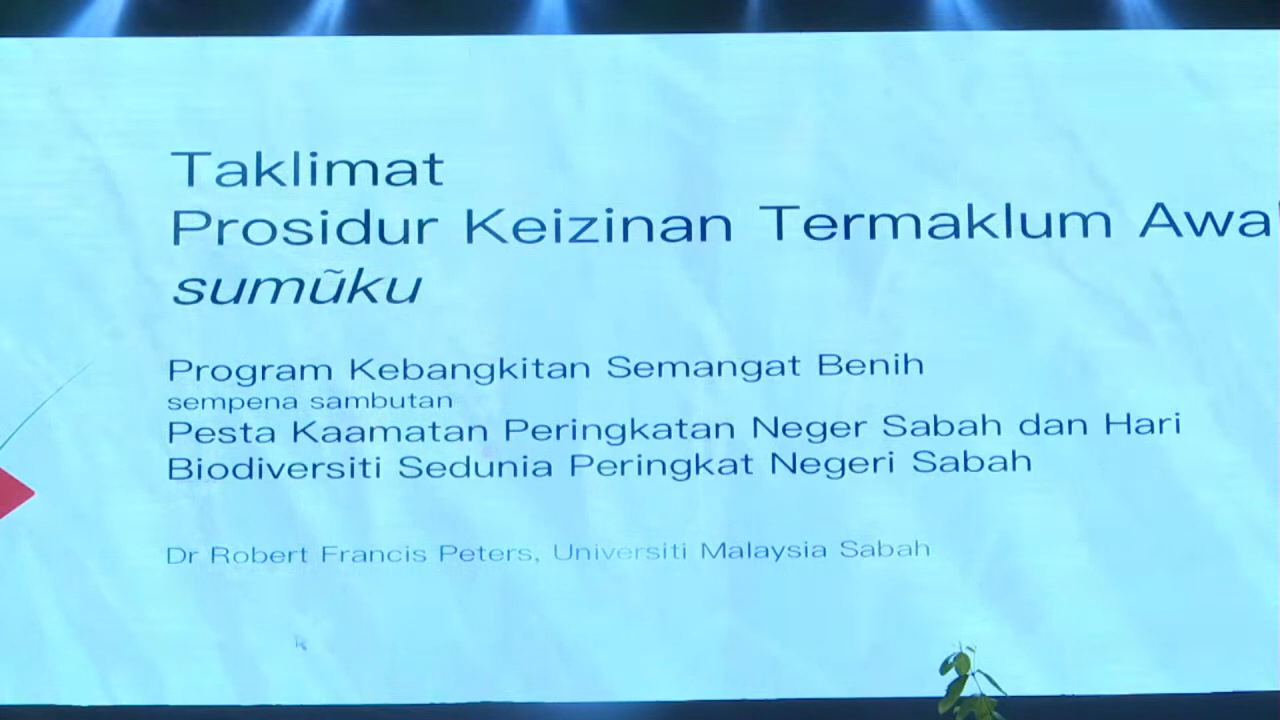 Taklimat
Prosidur Keizinan Termaklum Awal
sumũku
Program Kebangkitan Semangat Benih
sempena sambutan
Pesta Kaamatan Peringkatan Neger Sabah dan Hari
Biodiversiti Sedunia Peringkat Negeri Sabah
Dr Robert Francis Peters, Universiti Malaysia Sabah